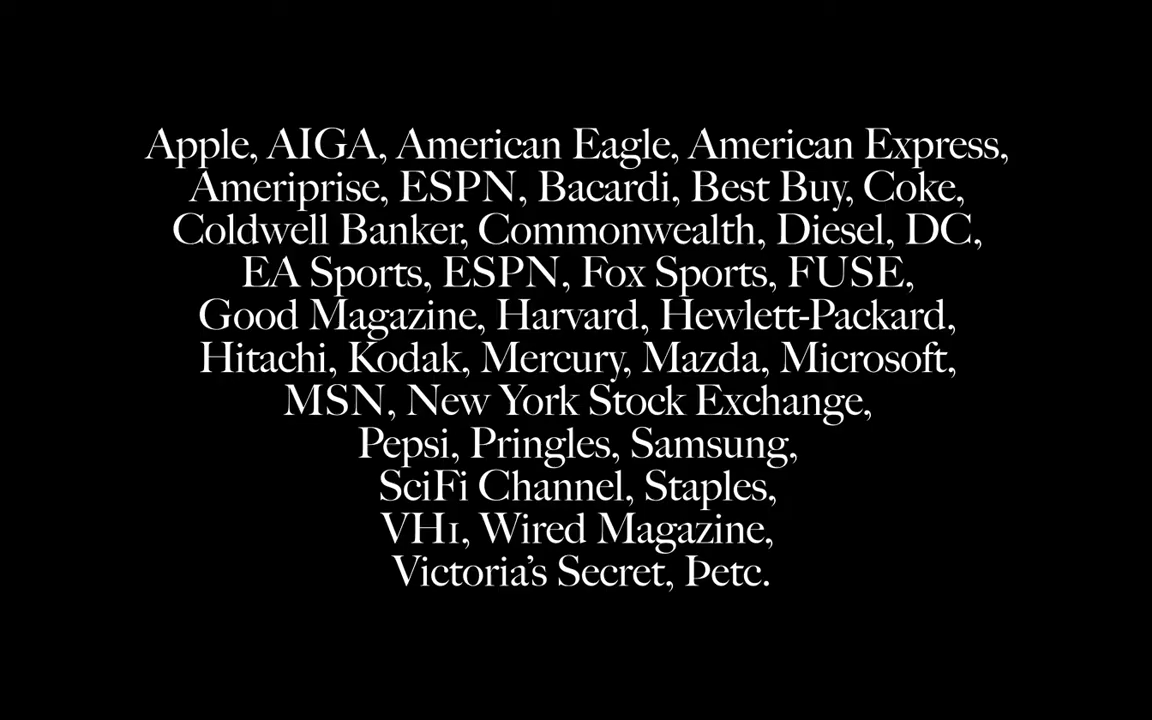 Apple, AIGA, American Eagle, American Express,
Ameriprise, ESPN, Bacardi, Best Buy, Coke,
Coldwell Banker, Commonwealth, Diesel, DC,
EA Sports, ESPN, Fox Sports, FUSE,
Good Magazine, Harvard, Hewlett-Packard,
Hitachi, Kodak, Mercury, Mazda, Microsoft,
MSN, New York Stock Exchange,
Pepsi, Pringles, Samsung,
SciFi Channel, Staples,
VH1, Wired Magazine,
Victoria’s Secret, Þetc.